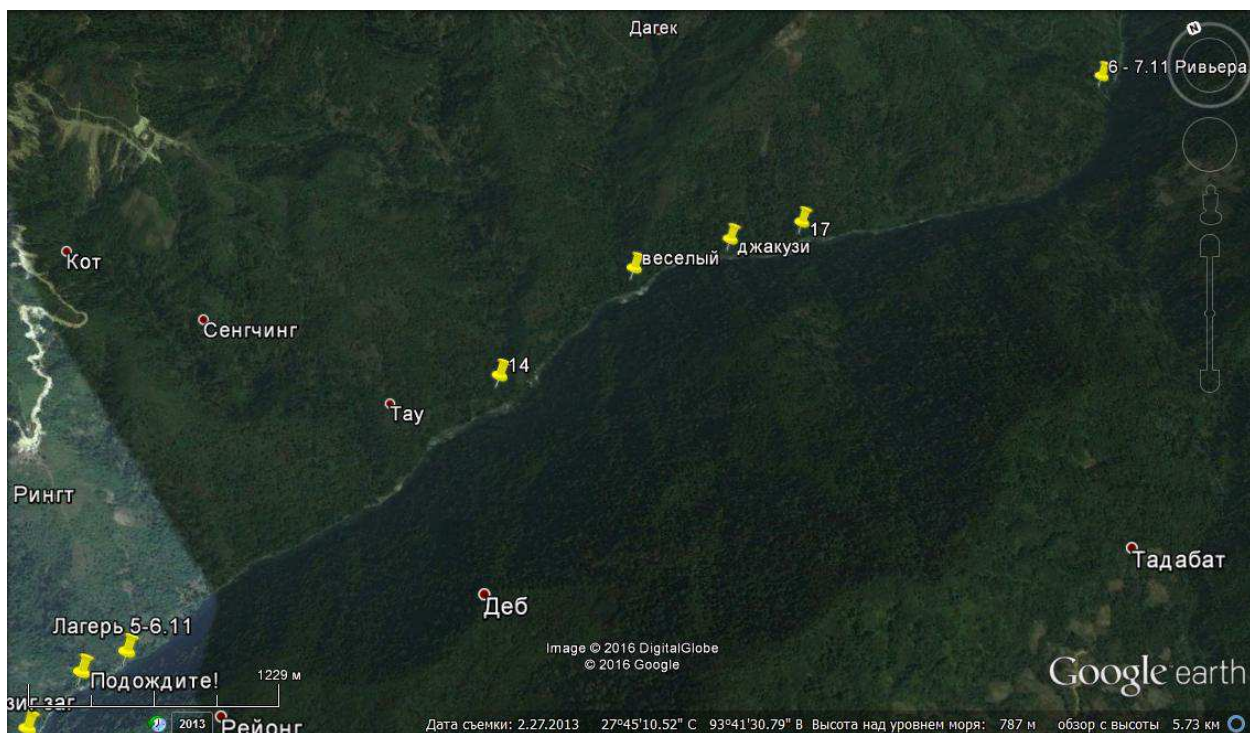 Дагек
N
6 - 7.11 Ривьера
17
джакузи
веселый
Кот
Сенгчинг
14
Тау
Рингт
Тадабат
Деб
Лагерь 5-6.11
Image © 2016 DigitalGlobe
© 2016 Google
Google earth
1229 м
Подождите!
зиг заг
2013
Рейонг
Дата съемки: 2.27.2013 27°45'10.52" С 93°41'30.79" В Высота над уровнем моря: 787 м обзор с высоты 5.73 км